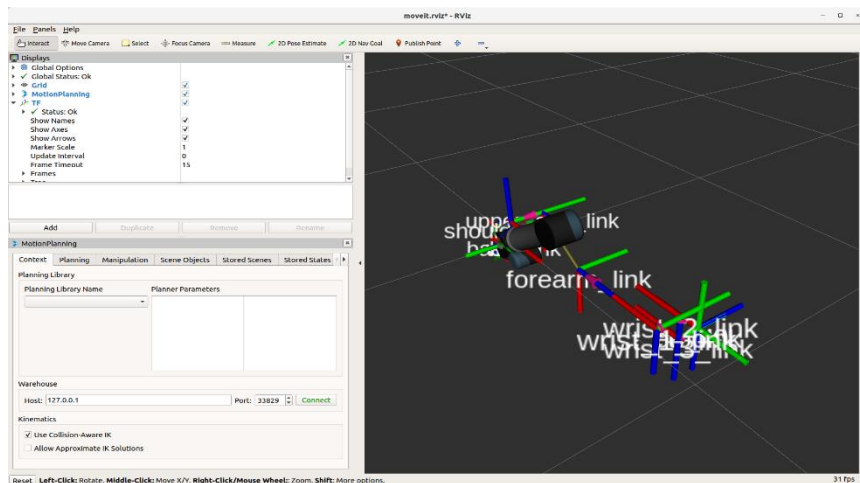 moveit.rviz* - RViz
File Panels Help
Interact Move Camera Select Focus Camera Measure 2D Pose Estimate 2D Nav Goal Publish Point
Displays
Global Options
Global Status: Ok
Grid
MotionPlanning
TF
Status: Ok
Show Names
Show Axes
Show Arrows
Marker Scale 1
Update Interval 0
Frame Timeout 15
Frames
Add Duplicate Remove Rename
MotionPlanning
Context Planning Manipulation Scene Objects Stored Scenes Stored States
Planning Library
Planning Library Name Planner Parameters
Warehouse
Host: 127.0.0.1 Port: 33829 Connect
Kinematics
Use Collision-Aware IK
Allow Approximate IK Solutions
link
forearm_link
wrist_2_link
wrist_3_link
Reset Left-Click: Rotate. Middle-Click: Move X/Y. Right-Click/Mouse Wheel:: Zoom. Shift: More options. 31 fps